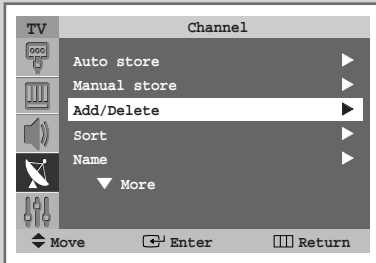 TV Channel
Auto store
Manual store
Add/Delete
Sort
Name
More
Move Enter Return